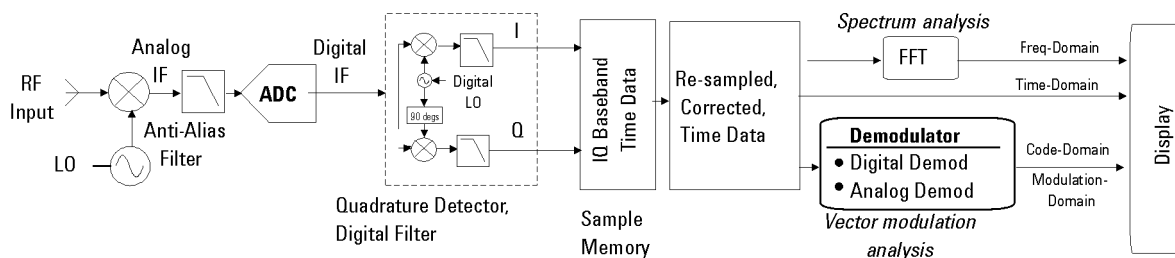 RF
Input
LO
Analog
IF
Anti-Alias
Filter
ADC
Digital
IF
Digital
LO
90 degs
I
Q
Quadrature Detector,
Digital Filter
IQ Baseband
Time Data
Sample
Memory
Re-sampled,
Corrected,
Time Data
Spectrum analysis
FFT
Demodulator
• Digital Demod
• Analog Demod
Vector modulation
analysis
Freq-Domain
Time-Domain
Code-Domain
Modulation-
Domain
Display